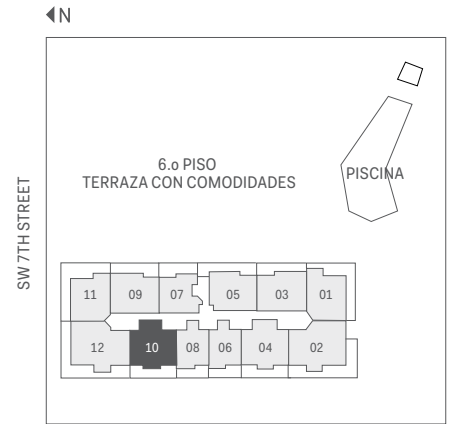 N
6.o PISO
TERRAZA CON COMODIDADES
PISCINA
SW 7TH STREET
11 09 07 05 03 01
12 10 08 06 04 02